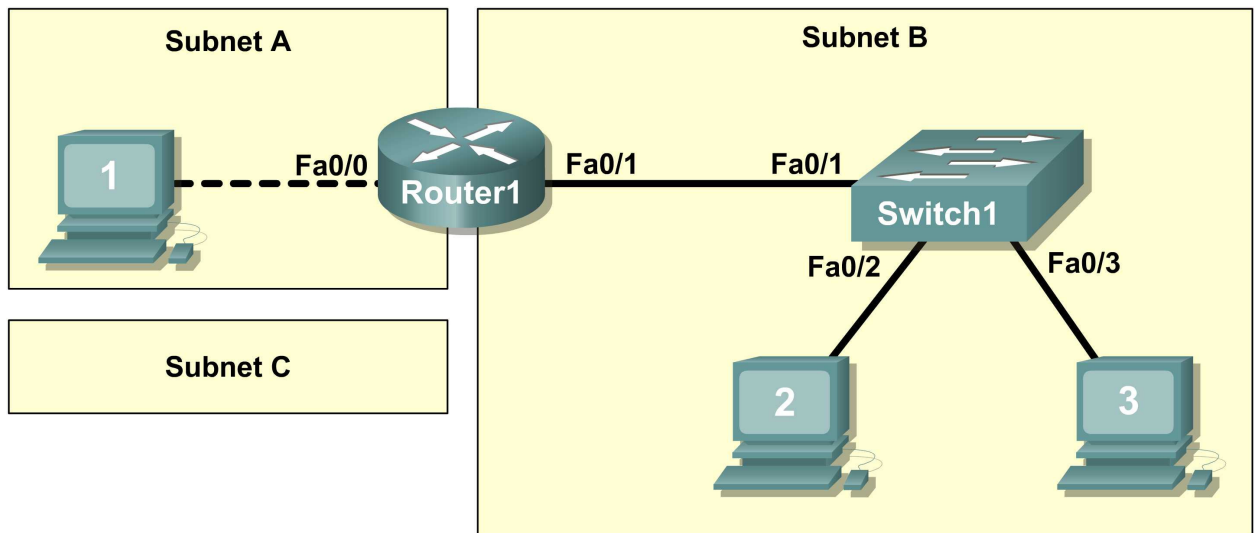 Subnet A
Subnet B
1
Fa0/0
Router1
Fa0/1
Fa0/1
Switch1
Fa0/2
Fa0/3
Subnet C
2
3